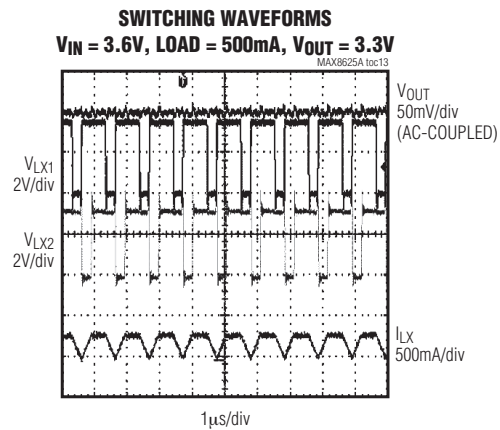 SWITCHING WAVEFORMS
VIN = 3.6V, LOAD = 500mA, VOUT = 3.3V
MAX8625A toc13
VOUT
50mV/div
(AC-COUPLED)
VLX1
2V/div
VLX2
2V/div
ILX
500mA/div
1μs/div